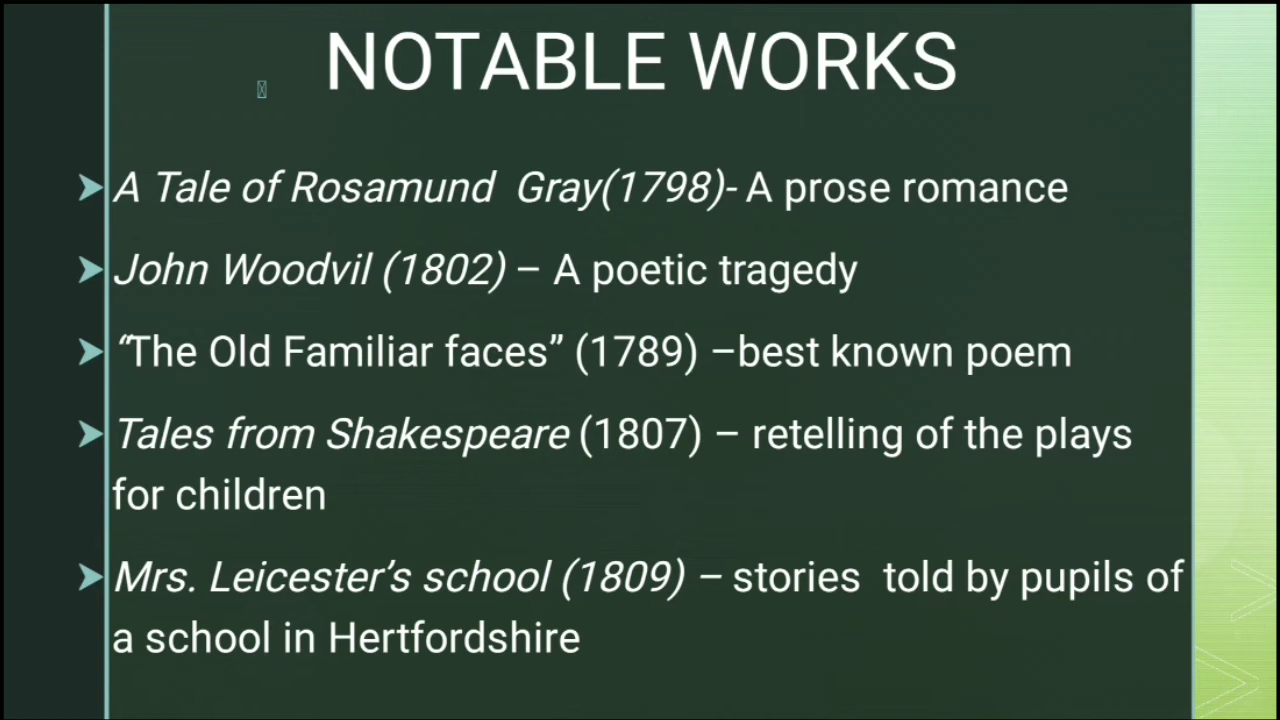 NOTABLE WORKS
A Tale of Rosamund Gray(1798)- A prose romance
John Woodvil (1802) – A poetic tragedy
“The Old Familiar faces” (1789) –best known poem
Tales from Shakespeare (1807) – retelling of the plays
for children
Mrs. Leicester’s school (1809) – stories told by pupils of
a school in Hertfordshire